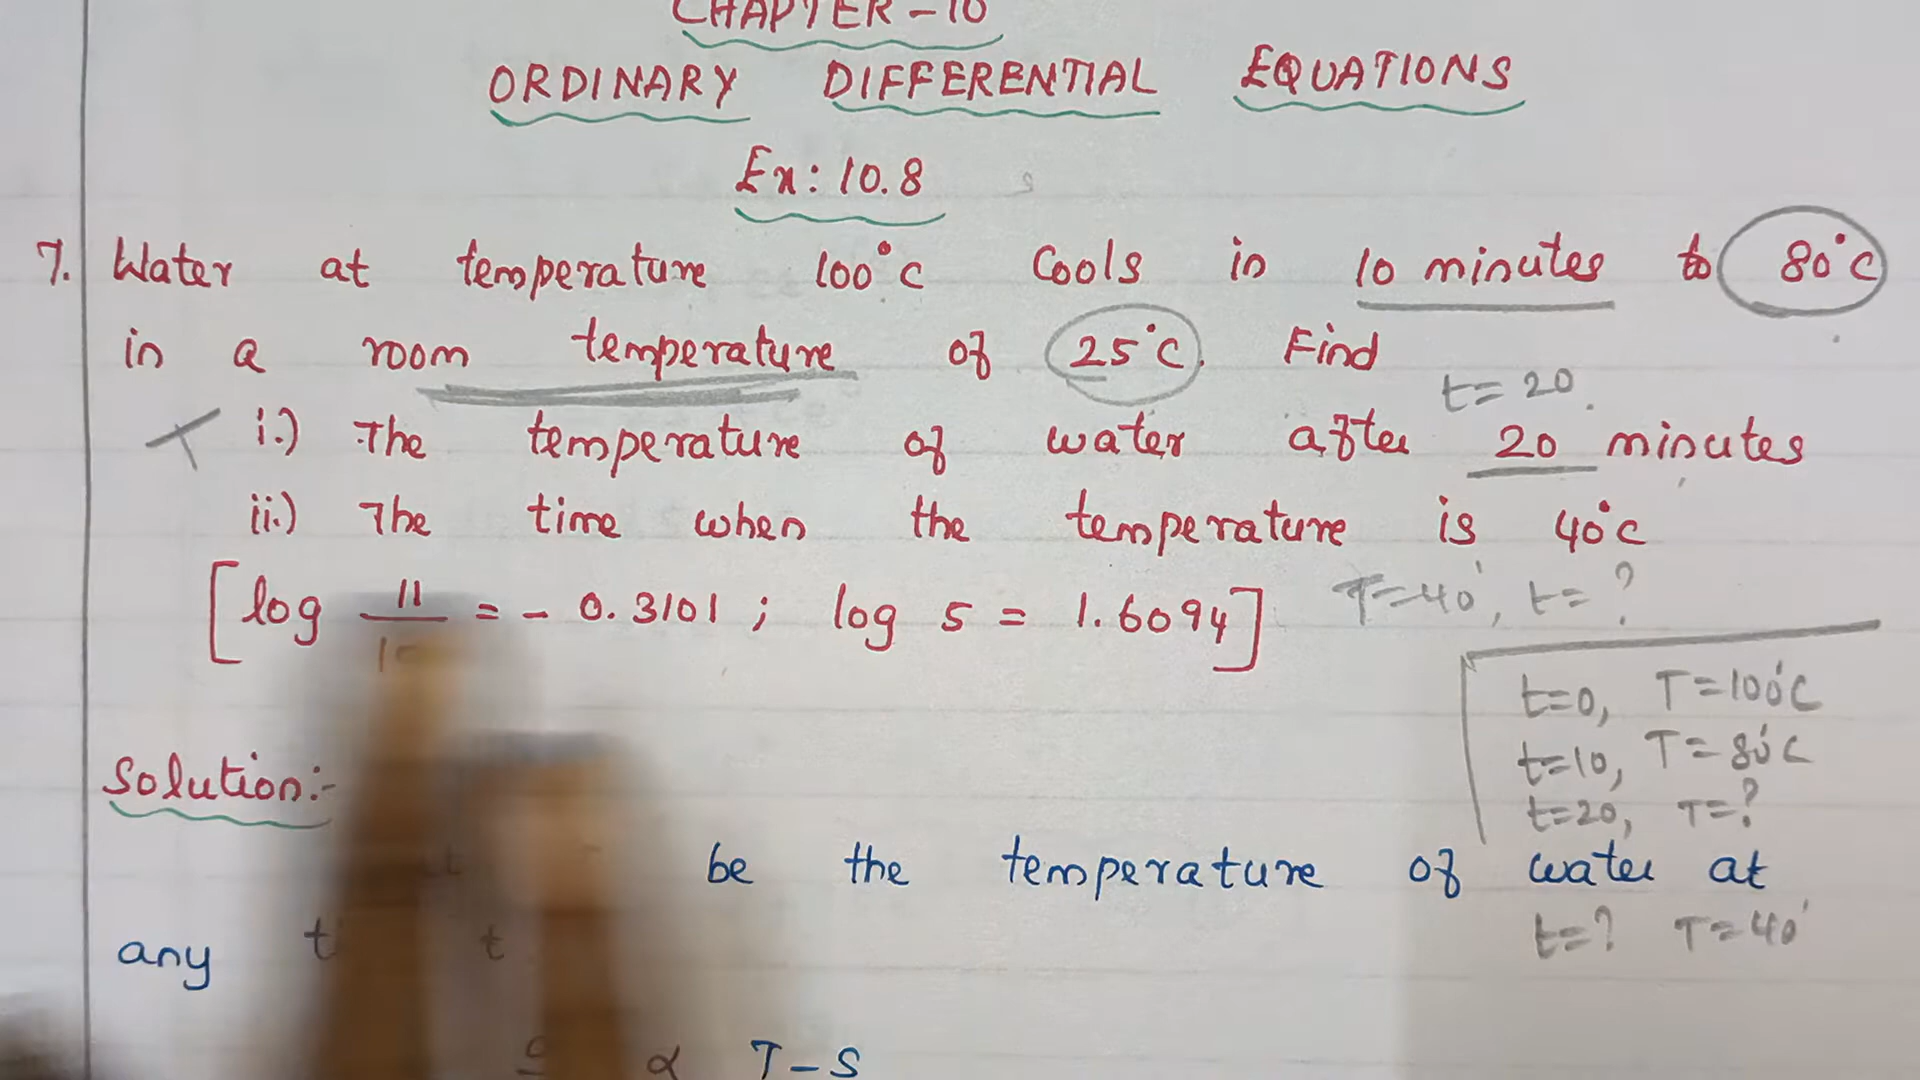 CHAPTER - 10
ORDINARY DIFFERENTIAL EQUATIONS
Ex: 10.8
7. Water at temperature 100°C cools in 10 minutes to 80°C
in a room temperature of 25°C. Find
t= 20.
i.) The temperature of water after 20 minutes
ii.) The time when the temperature is 40°C
[log 11/ = - 0.3101 ; log 5 = 1.6094]
T=40°, t= ?
t=0, T=100°C
t=10, T=80°C
t=20, T=?
Solution:-
be the temperature of water at
t=? T=40°
any t
∝ T-S